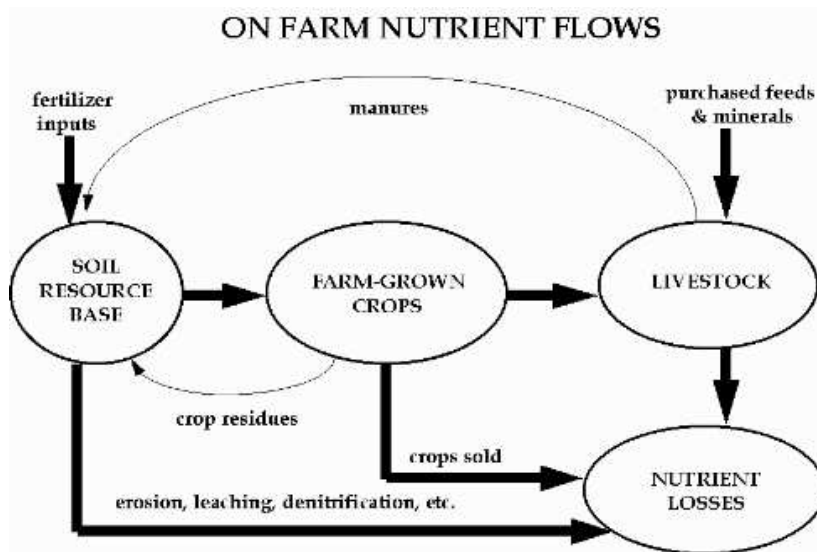 ON FARM NUTRIENT FLOWS
fertilizer
inputs
manures
purchased feeds
& minerals
SOIL
RESOURCE
BASE
FARM-GROWN
CROPS
LIVESTOCK
crop residues
crops sold
NUTRIENT
LOSSES
erosion, leaching, denitrification, etc.